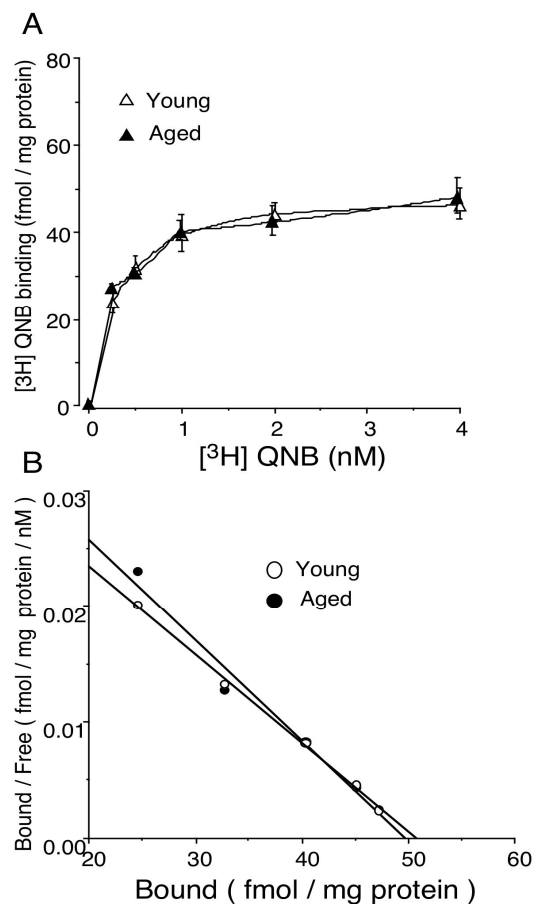 A
[3H] QNB binding (fmol / mg protein)
80
60
40
20
0
Young
Aged
0 1 2 3 4
[3H] QNB (nM)
B
Bound / Free ( fmol / mg protein / nM )
0.03
0.02
0.01
0.00
Young
Aged
20 30 40 50 60
Bound ( fmol / mg protein )